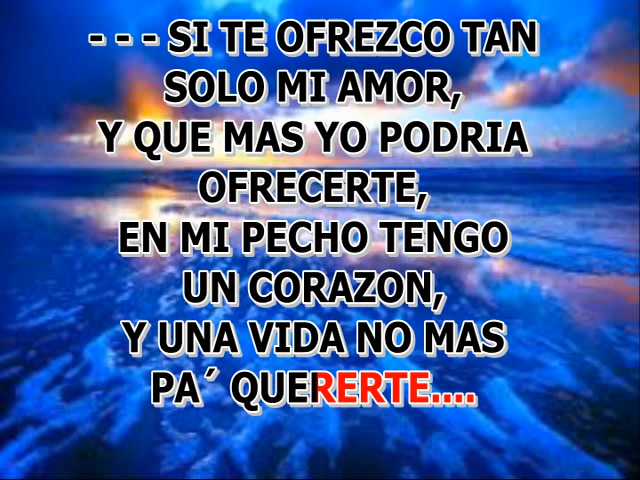 - - - SI TE OFREZCO TAN
SOLO MI AMOR,
Y QUE MAS YO PODRIA
OFRECERTE,
EN MI PECHO TENGO
UN CORAZON,
Y UNA VIDA NO MAS
PA´ QUERERTE....